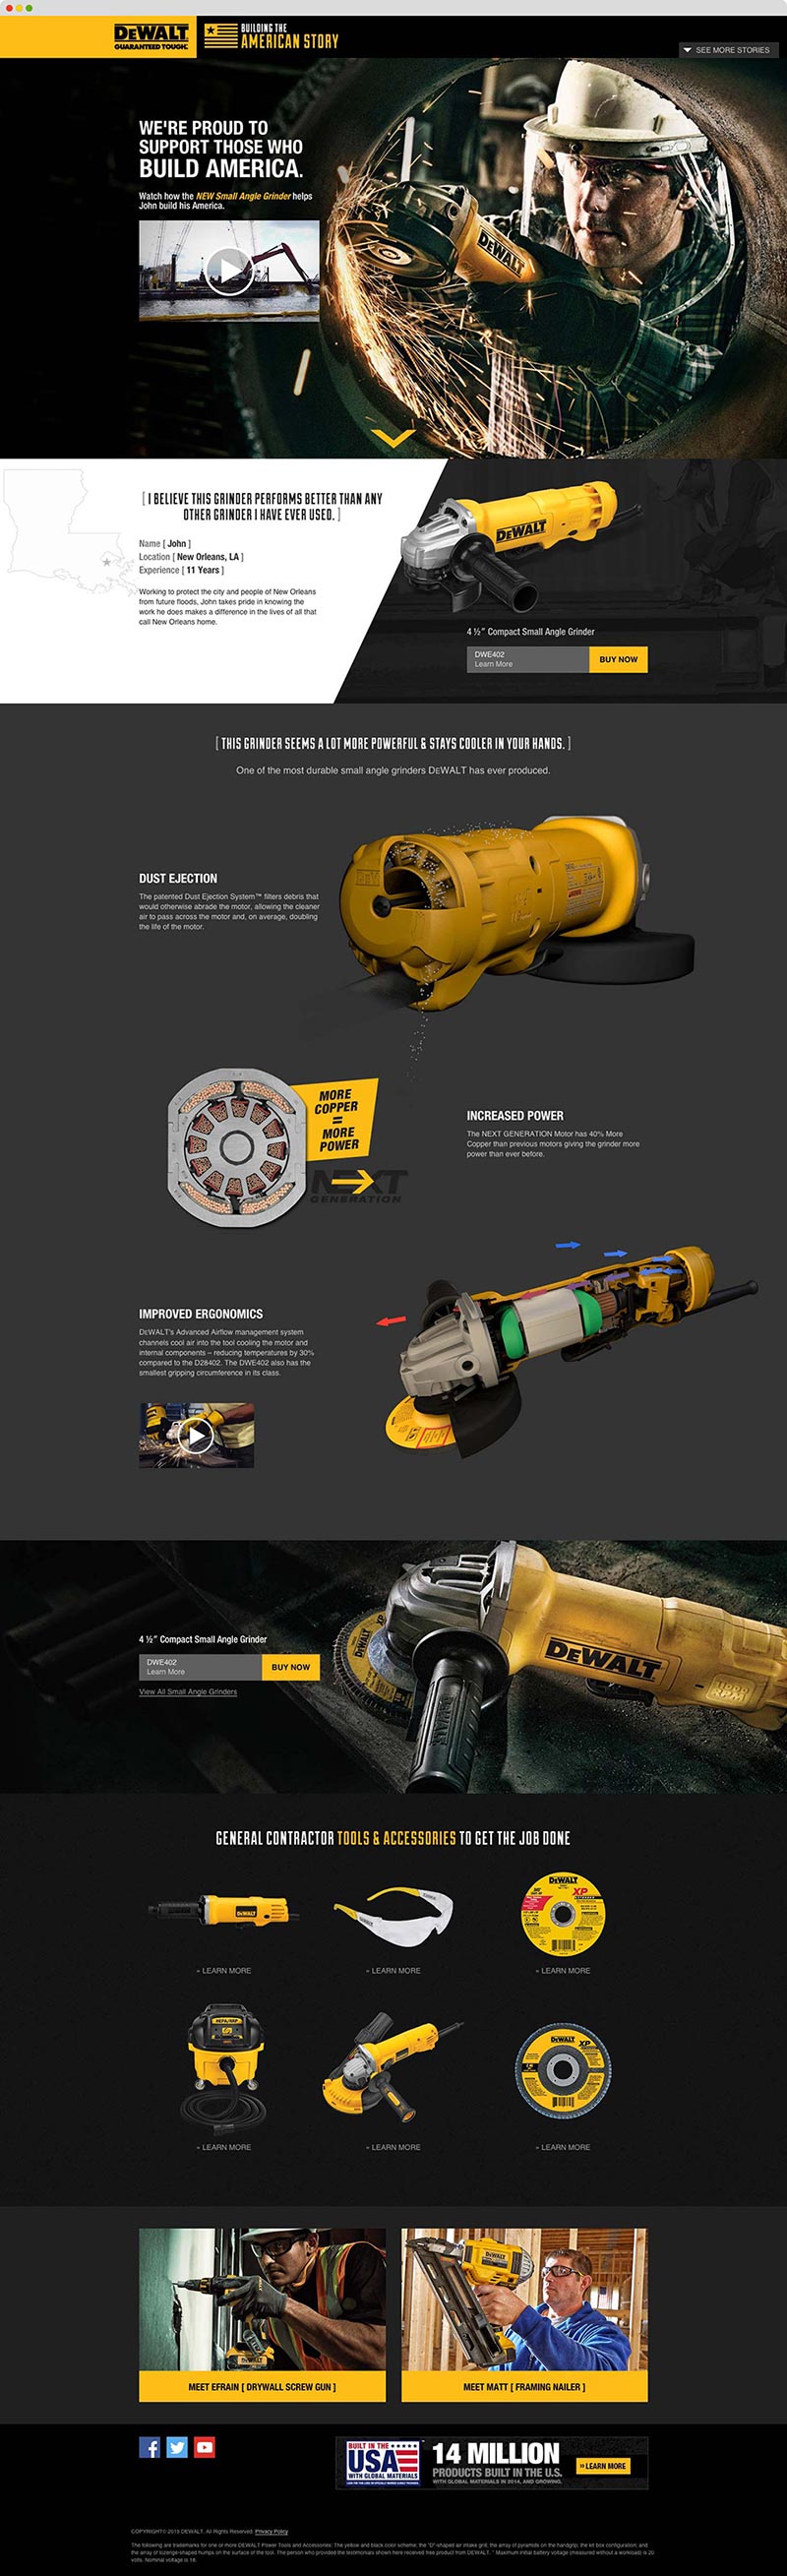 DEWALT
GUARANTEED TOUGH.
BUILDING THE
AMERICAN STORY
SEE MORE STORIES
WE'RE PROUD TO
SUPPORT THOSE WHO
BUILD AMERICA.
Watch how the NEW Small Angle Grinder helps
John build his America.
DEWALT
[ I BELIEVE THIS GRINDER PERFORMS BETTER THAN ANY
OTHER GRINDER I HAVE EVER USED. ]
Name [ John ]
Location [ New Orleans, LA ]
Experience [ 11 Years ]
Working to protect the city and people of New Orleans
from future floods, John takes pride in knowing the
work he does makes a difference in the lives of all that
call New Orleans home.
DEWALT
4 ½" Compact Small Angle Grinder
DWE402
Learn More
BUY NOW
[ THIS GRINDER SEEMS A LOT MORE POWERFUL & STAYS COOLER IN YOUR HANDS. ]
One of the most durable small angle grinders DEWALT has ever produced.
DUST EJECTION
The patented Dust Ejection System™ filters debris that
would otherwise abrade the motor, allowing the cleaner
air to pass across the motor and, on average, doubling
the life of the motor.
MORE
COPPER
=
MORE
POWER
NEXT
GENERATION
INCREASED POWER
The NEXT GENERATION Motor has 40% More
Copper than previous motors giving the grinder more
power than ever before.
IMPROVED ERGONOMICS
DEWALT's Advanced Airflow management system
channels cool air into the tool cooling the motor and
internal components – reducing temperatures by 30%
compared to the D28402. The DWE402 also has the
smallest gripping circumference in its class.
4 ½" Compact Small Angle Grinder
DWE402
Learn More
BUY NOW
View All Small Angle Grinders
DEWALT
XP
DEWALT
DEWALT
GENERAL CONTRACTOR TOOLS & ACCESSORIES TO GET THE JOB DONE
DEWALT
DEWALT
XP
» LEARN MORE
» LEARN MORE
» LEARN MORE
DEWALT
XP
» LEARN MORE
» LEARN MORE
» LEARN MORE
DEWALT
DEWALT
MEET EFRAIN [ DRYWALL SCREW GUN ]
MEET MATT [ FRAMING NAILER ]
BUILT IN THE
USA
WITH GLOBAL MATERIALS
14 MILLION
PRODUCTS BUILT IN THE U.S.
WITH GLOBAL MATERIALS IN 2014, AND GROWING.
» LEARN MORE
COPYRIGHT© 2015 DEWALT. All Rights Reserved. Privacy Policy
The following are trademarks for one or more DEWALT Power Tools and Accessories: The yellow and black color scheme; the "D"-shaped air intake grill; the array of pyramids on the handgrip; the kit box configuration; and
the array of lozenge-shaped humps on the surface of the tool. The person who provided the testimonials shown here received free product from DEWALT. * Maximum initial battery voltage (measured without a workload) is 20
volts. Nominal voltage is 18.